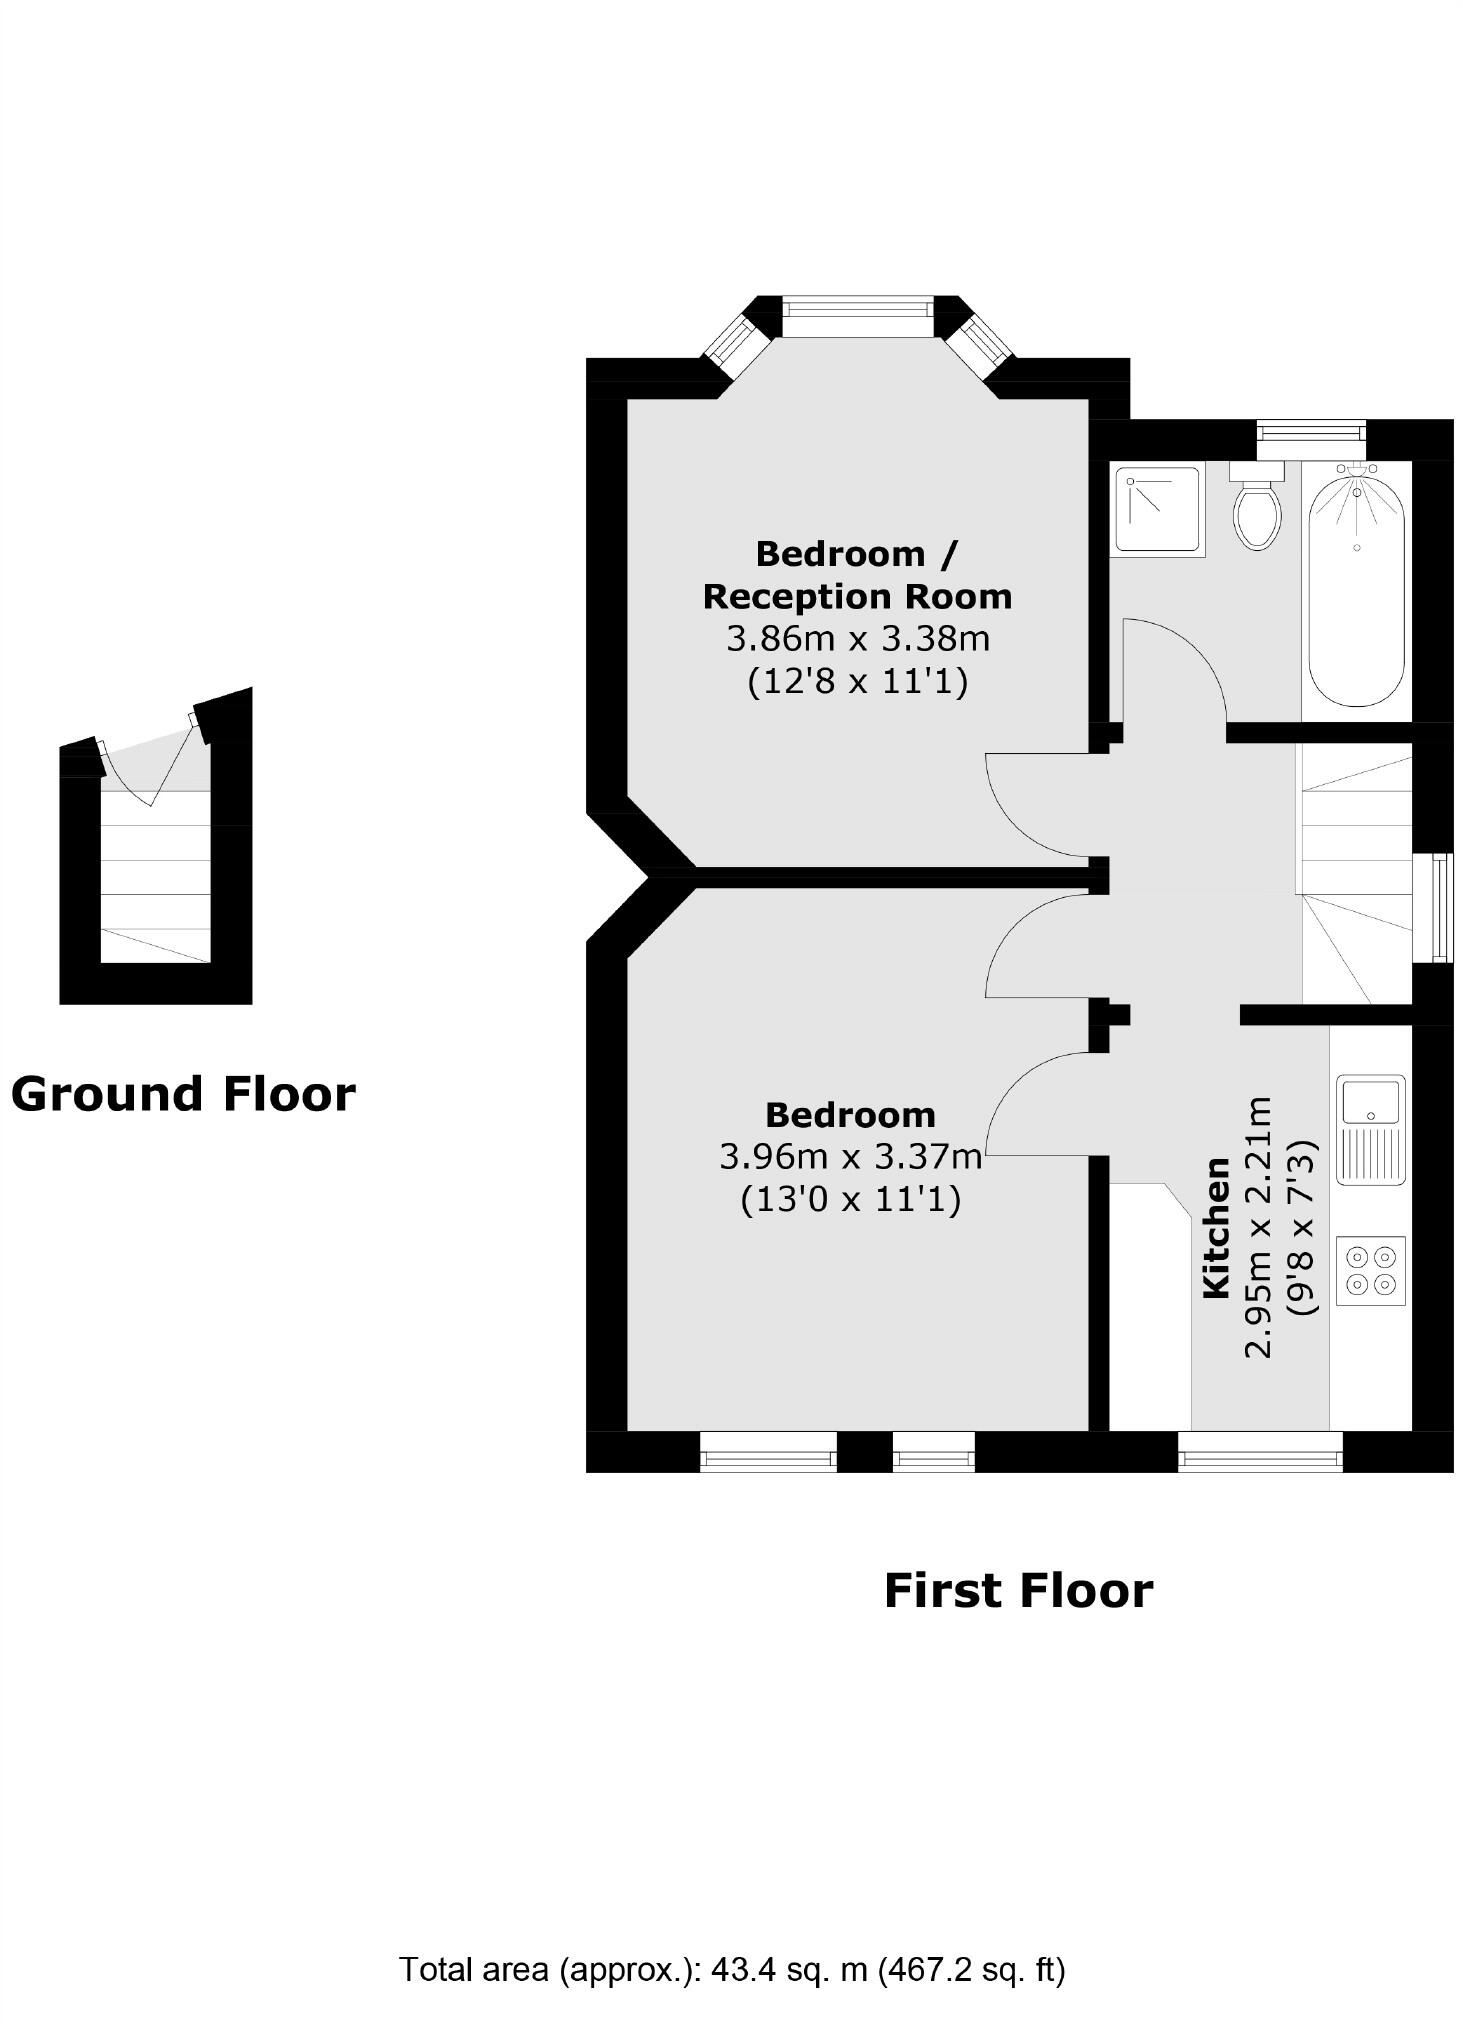 Bedroom /
Reception Room
3.86m x 3.38m
(12'8 x 11'1)
Ground Floor
Bedroom
3.96m x 3.37m
(13'0 x 11'1)
Kitchen
2.95m x 2.21m
(9'8 x 7'3)
First Floor
Total area (approx.): 43.4 sq. m (467.2 sq. ft)